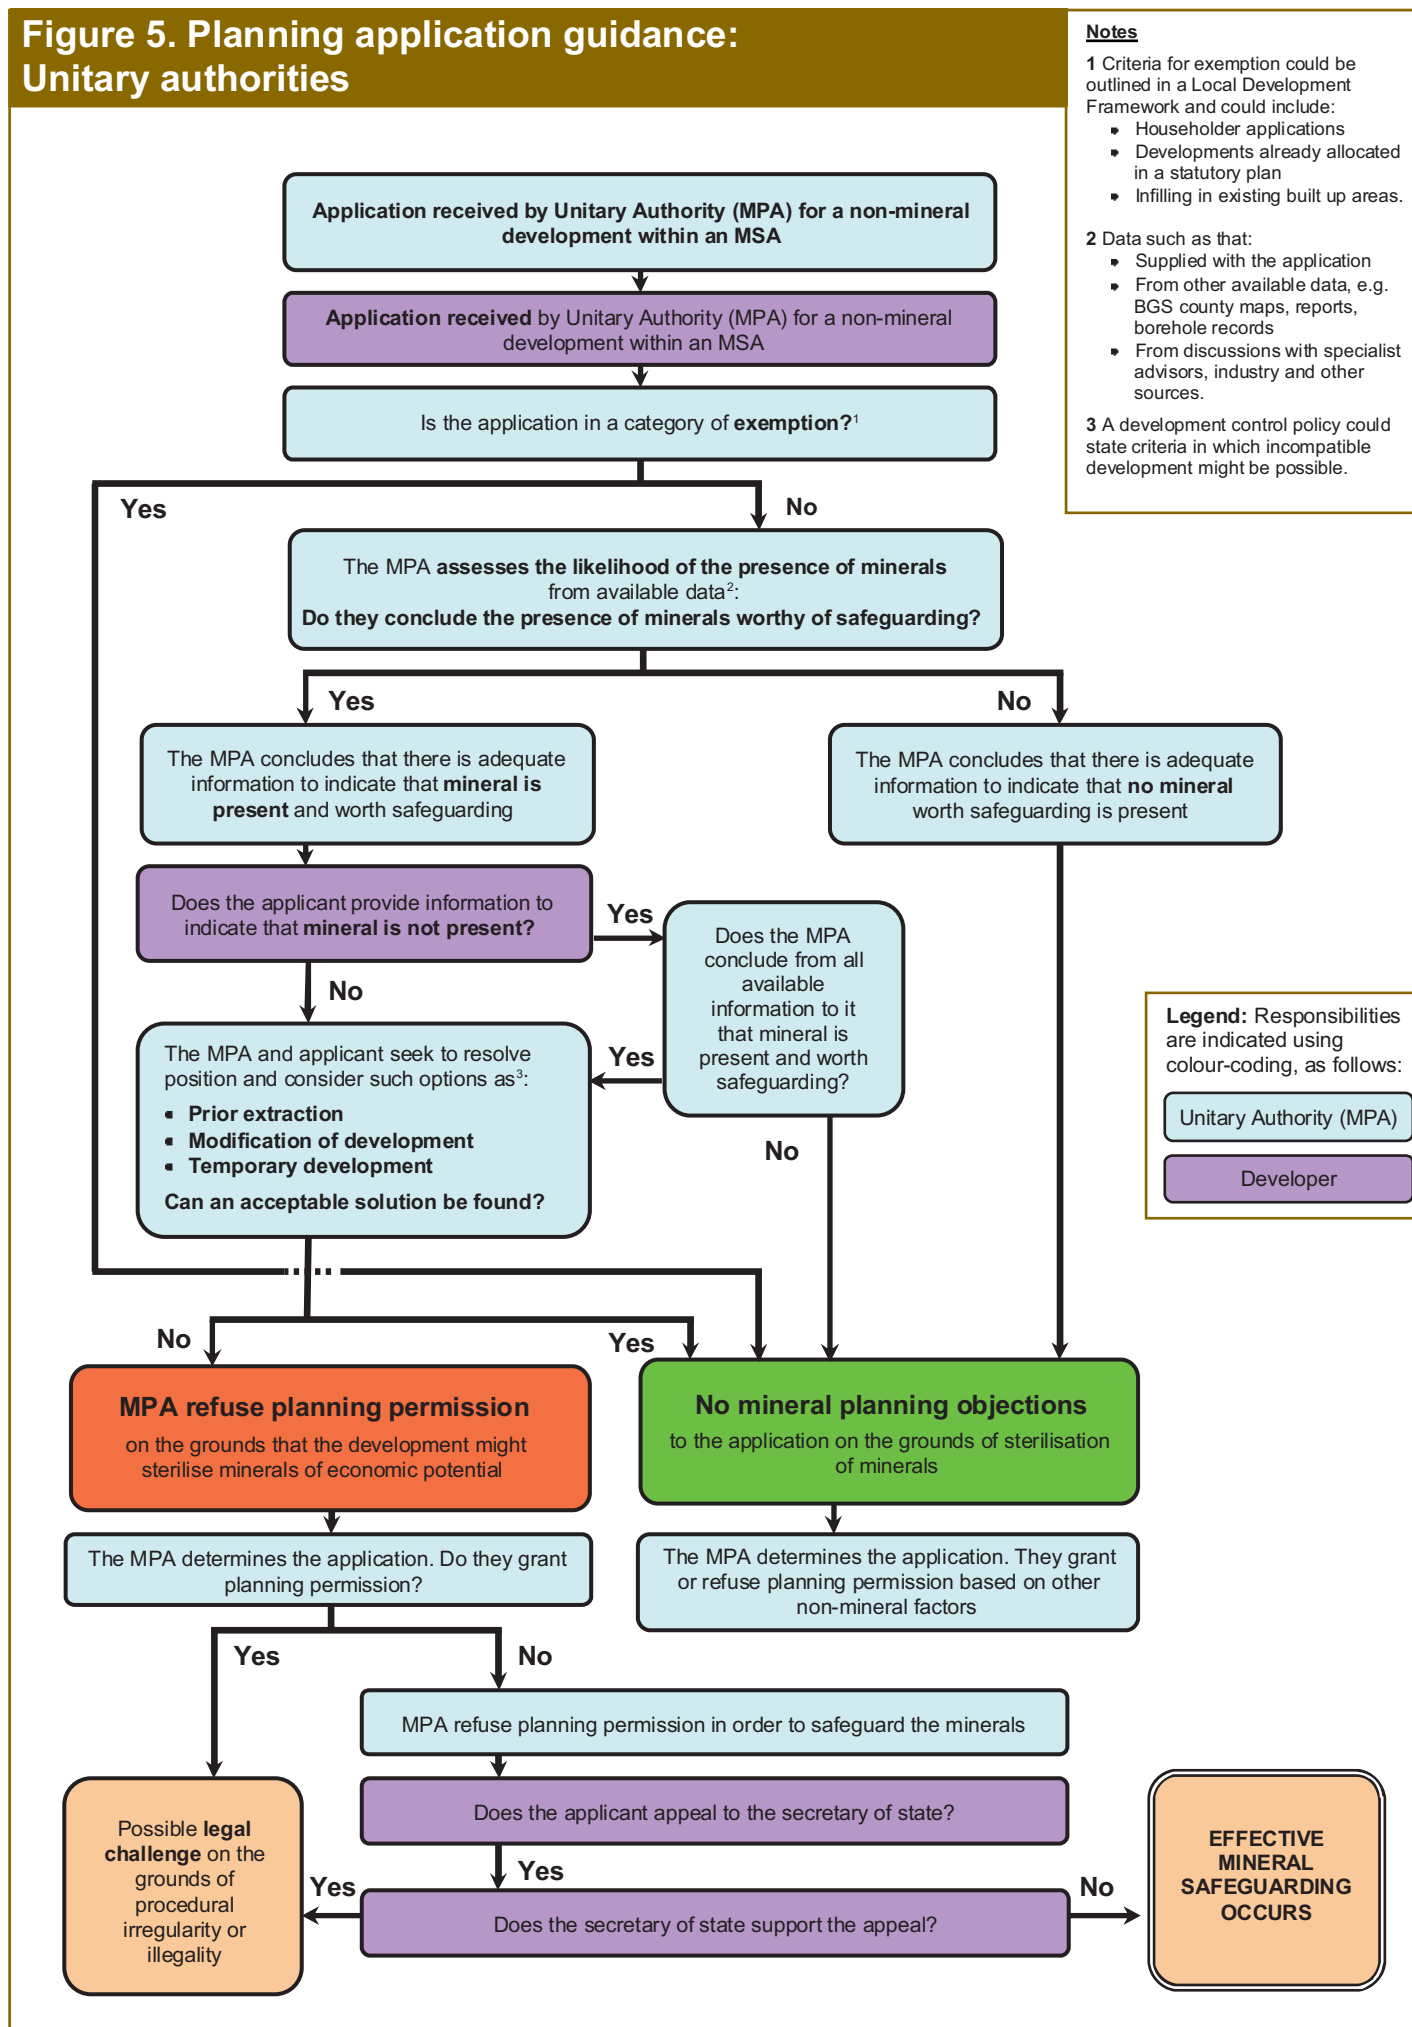 Figure 5. Planning application guidance:
Unitary authorities
Notes
1 Criteria for exemption could be
outlined in a Local Development
Framework and could include:
Householder applications
Developments already allocated
in a statutory plan
Infilling in existing built up areas.
2 Data such as that:
Supplied with the application
From other available data, e.g.
BGS county maps, reports,
borehole records
From discussions with specialist
advisors, industry and other
sources.
3 A development control policy could
state criteria in which incompatible
development might be possible.
Application received by Unitary Authority (MPA) for a non-mineral
development within an MSA
Application received by Unitary Authority (MPA) for a non-mineral
development within an MSA
Is the application in a category of exemption?1
Yes
No
The MPA assesses the likelihood of the presence of minerals
from available data2:
Do they conclude the presence of minerals worthy of safeguarding?
Yes
No
The MPA concludes that there is adequate
information to indicate that mineral is
present and worth safeguarding
The MPA concludes that there is adequate
information to indicate that no mineral
worth safeguarding is present
Does the applicant provide information to
indicate that mineral is not present?
Yes
No
Does the MPA
conclude from all
available
information to it
that mineral is
present and worth
safeguarding?
Yes
No
The MPA and applicant seek to resolve
position and consider such options as3:
Prior extraction
Modification of development
Temporary development
Can an acceptable solution be found?
Legend: Responsibilities
are indicated using
colour-coding, as follows:
Unitary Authority (MPA)
Developer
No
Yes
MPA refuse planning permission
on the grounds that the development might
sterilise minerals of economic potential
No mineral planning objections
to the application on the grounds of sterilisation
of minerals
The MPA determines the application. Do they grant
planning permission?
The MPA determines the application. They grant
or refuse planning permission based on other
non-mineral factors
Yes
No
MPA refuse planning permission in order to safeguard the minerals
Does the applicant appeal to the secretary of state?
Yes
Does the secretary of state support the appeal?
Yes
No
Possible legal
challenge on the
grounds of
procedural
irregularity or
illegality
EFFECTIVE
MINERAL
SAFEGUARDING
OCCURS